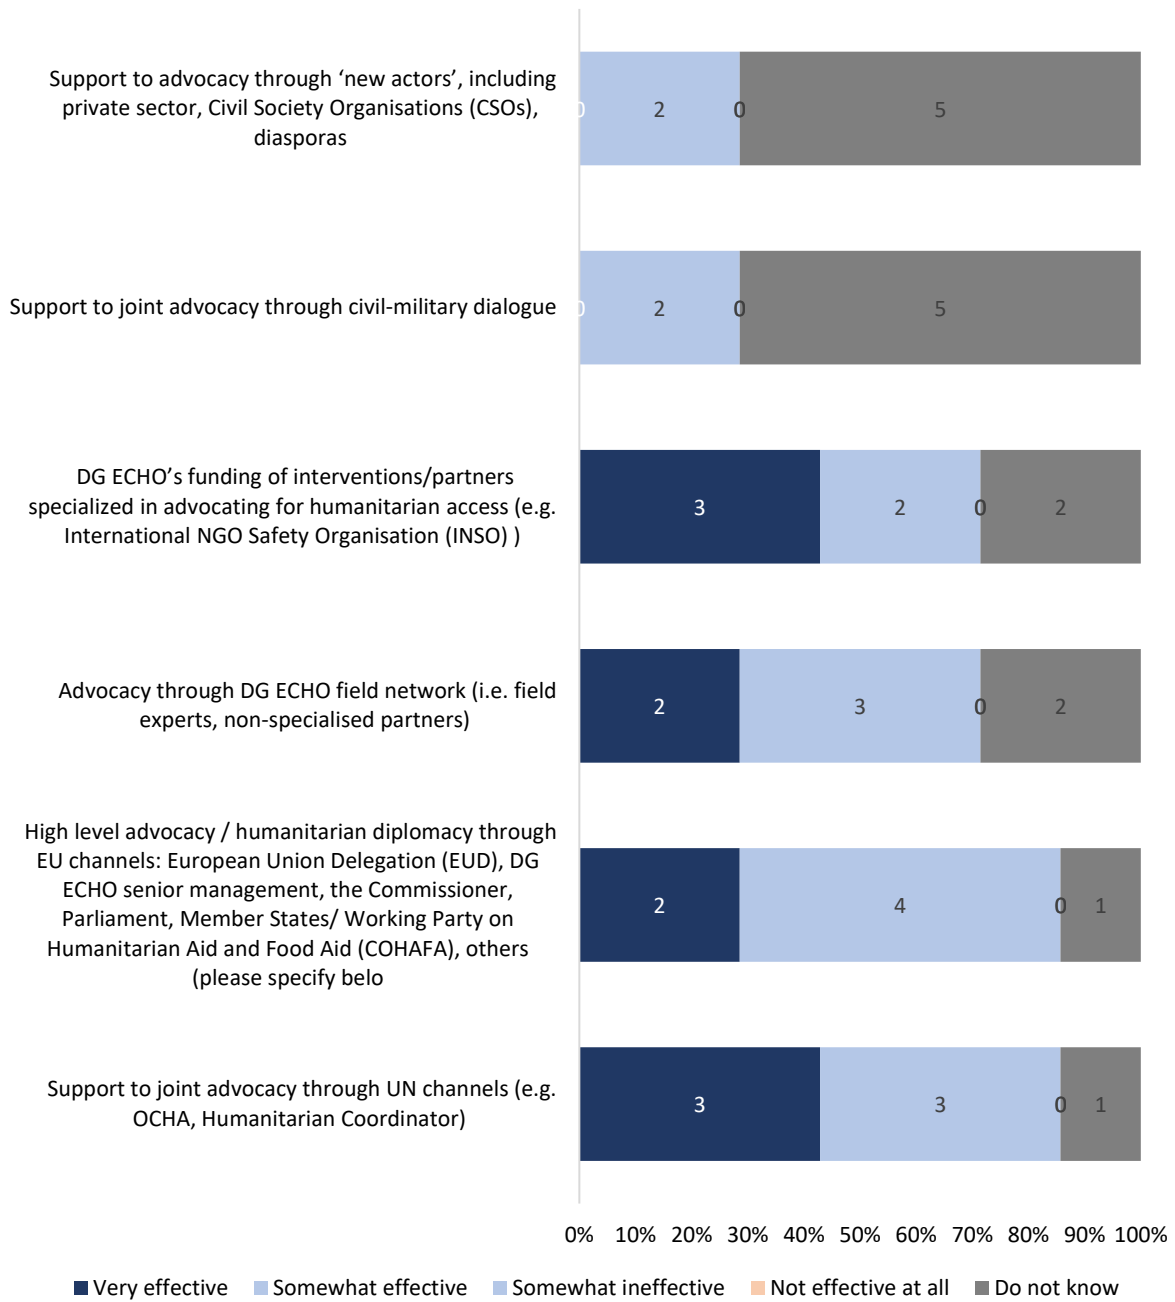 Support to advocacy through ‘new actors’, including
private sector, Civil Society Organisations (CSOs),
diasporas
0 2 0 5
Support to joint advocacy through civil-military dialogue
0 2 0 5
DG ECHO’s funding of interventions/partners
specialized in advocating for humanitarian access (e.g.
International NGO Safety Organisation (INSO) )
3 2 0 2
Advocacy through DG ECHO field network (i.e. field
experts, non-specialised partners)
2 3 0 2
High level advocacy / humanitarian diplomacy through
EU channels: European Union Delegation (EUD), DG
ECHO senior management, the Commissioner,
Parliament, Member States/ Working Party on
Humanitarian Aid and Food Aid (COHAFA), others
(please specify belo
2 4 0 1
Support to joint advocacy through UN channels (e.g.
OCHA, Humanitarian Coordinator)
3 3 0 1
0% 10% 20% 30% 40% 50% 60% 70% 80% 90% 100%
Very effective Somewhat effective Somewhat ineffective Not effective at all Do not know